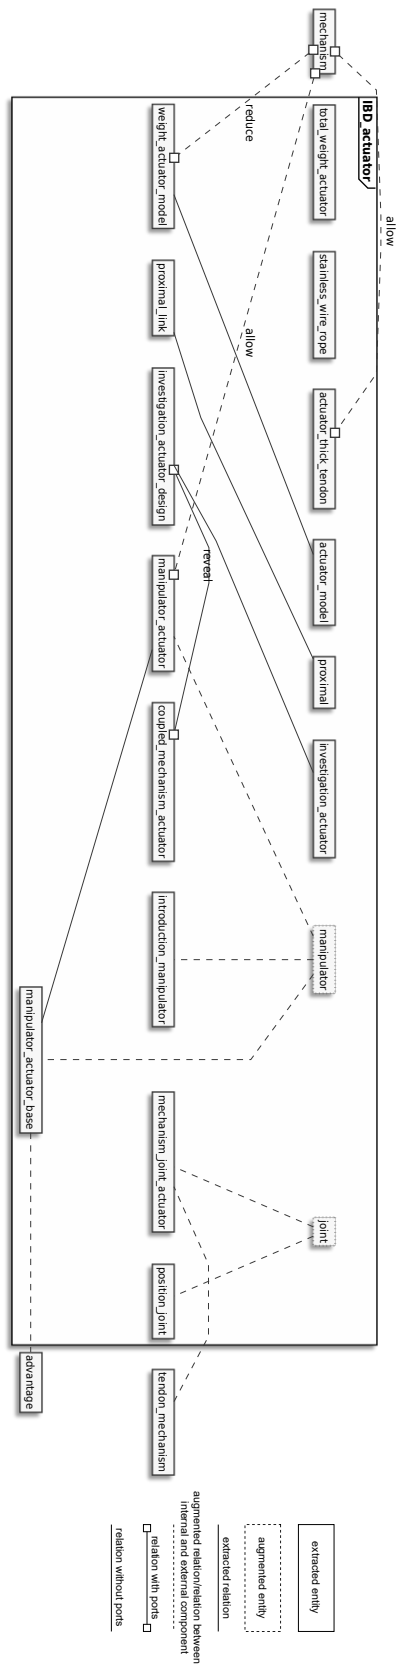 mechanism
IBD_actuator
allow
reduce
allow
total_weight_actuator
stainless_wire_rope
actuator_thick_tendon
actuator_model
proximal
investigation_actuator
manipulator
joint
reveal
weight_actuator_model
proximal_link
investigation_actuator_design
manipulator_actuator
coupled_mechanism_actuator
introduction_manipulator
mechanism_joint_actuator
position_joint
tendon_mechanism
manipulator_actuator_base
advantage
extracted entity
augmented entity
extracted relation
augmented relation/relation between
internal and external component
relation with ports
relation without ports